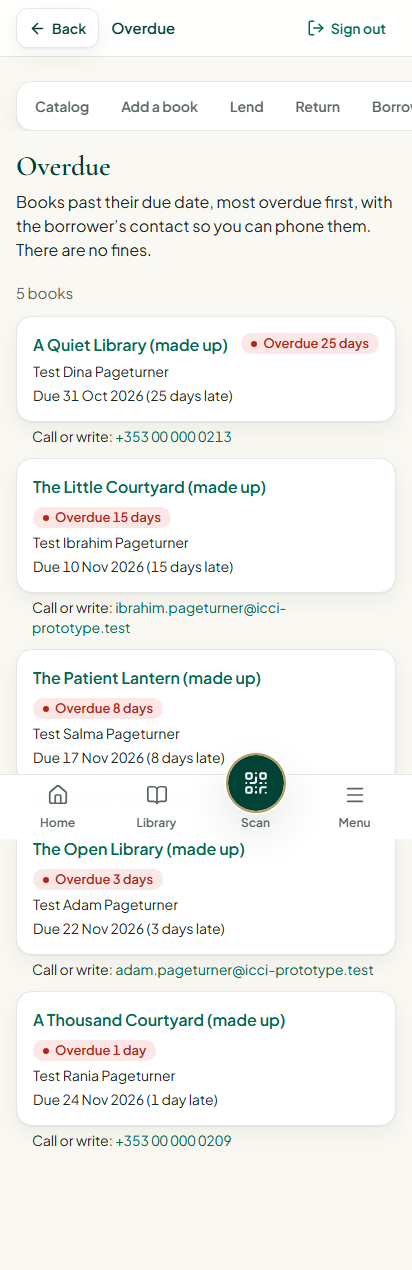 Back
Overdue
Sign out
Catalog
Add a book
Lend
Return
Overdue
Books past their due date, most overdue first, with
the borrower's contact so you can phone them.
There are no fines.
5 books
A Quiet Library (made up)
Overdue 25 days
Test Dina Pageturner
Due 31 Oct 2026 (25 days late)
Call or write: +353 00 000 0213
The Little Courtyard (made up)
Overdue 15 days
Test Ibrahim Pageturner
Due 10 Nov 2026 (15 days late)
Call or write: ibrahim.pageturner@icci-
prototype.test
The Patient Lantern (made up)
Overdue 8 days
Test Salma Pageturner
Due 17 Nov 2026 (8 days late)
Home
Library
Scan
Menu
The Open Library (made up)
Overdue 3 days
Test Adam Pageturner
Due 22 Nov 2026 (3 days late)
Call or write: adam.pageturner@icci-prototype.test
A Thousand Courtyard (made up)
Overdue 1 day
Test Rania Pageturner
Due 24 Nov 2026 (1 day late)
Call or write: +353 00 000 0209